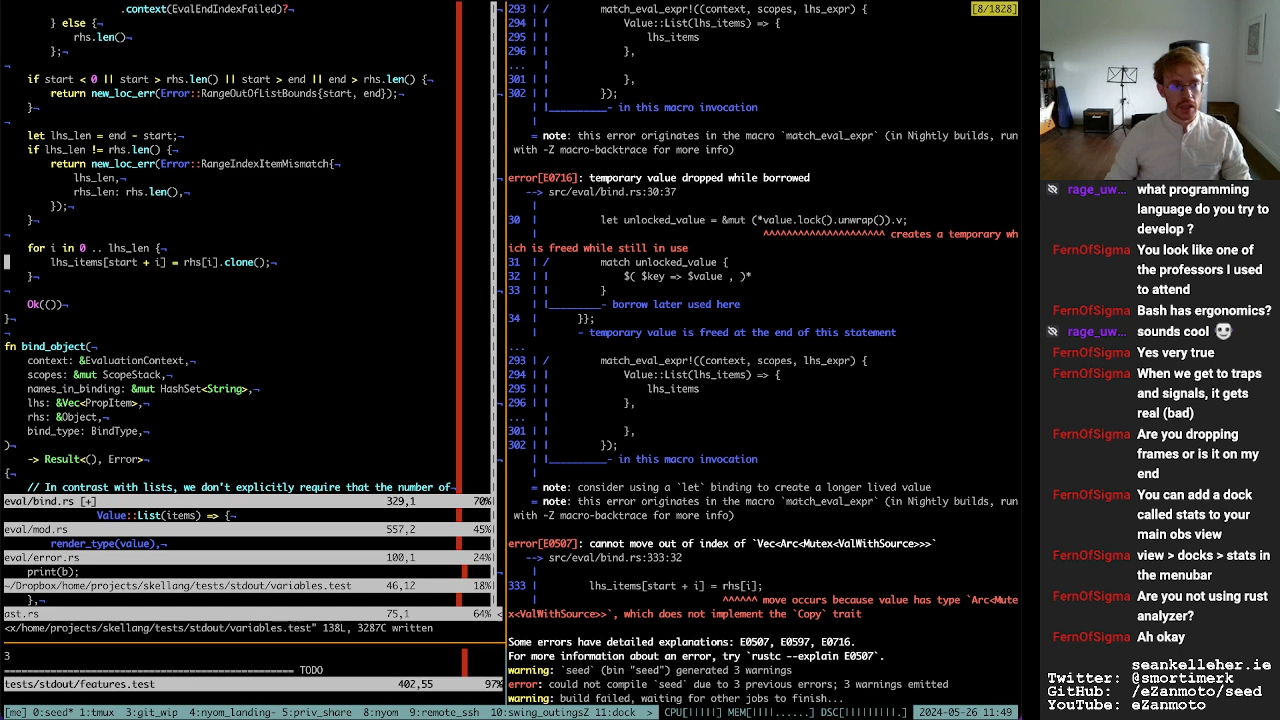 .context(EvalEndIndexFailed)?
} else {
rhs.len()
};
if start < 0 || start > rhs.len() || start > end || end > rhs.len() {
return new_loc_err(Error::RangeOutOfListBounds{start, end});
}
let lhs_len = end - start;
if lhs_len != rhs.len() {
return new_loc_err(Error::RangeIndexItemMismatch{
lhs_len,
rhs_len: rhs.len(),
});
}
for i in 0 .. lhs_len {
lhs_items[start + i] = rhs[i].clone();
}
Ok(())
}
fn bind_object(
context: &EvaluationContext,
scopes: &mut ScopeStack,
names_in_binding: &mut HashSet<String>,
lhs: &Vec<PropItem>,
rhs: &Object,
bind_type: BindType,
)
-> Result<(), Error>
{
// In contrast with lists, we don't explicitly require that the number of
eval/bind.rs [+] 329,1 70%
Value::List(items) => {
eval/mod.rs 557,2 45%
render_type(value),
eval/error.rs 100,1 24%
print(b);
~/Dropbox/home/projects/skellang/tests/stdout/variables.test 46,12 18%
},
ast.rs 75,1 64% <
<x/home/projects/skellang/tests/stdout/variables.test" 138L, 3287C written
3
================================================= TODO
tests/stdout/features.test 402,55 97%
[8/1828]
293 | / match_eval_expr!((context, scopes, lhs_expr) {
294 | | Value::List(lhs_items) => {
295 | | lhs_items
296 | | },
... |
301 | | },
302 | | });
| |__________- in this macro invocation
|
= note: this error originates in the macro `match_eval_expr` (in Nightly builds, run
with -Z macro-backtrace for more info)
error[E0716]: temporary value dropped while borrowed
--> src/eval/bind.rs:30:37
|
30 | let unlocked_value = &mut (*value.lock().unwrap()).v;
| ^^^^^^^^^^^^^^^^^^^^^ creates a temporary wh
ich is freed while still in use
31 | / match unlocked_value {
32 | | $( $key => $value , )*
33 | | }
| |_________- borrow later used here
34 | }};
| - temporary value is freed at the end of this statement
...
293 | / match_eval_expr!((context, scopes, lhs_expr) {
294 | | Value::List(lhs_items) => {
295 | | lhs_items
296 | | },
... |
301 | | },
302 | | });
| |__________- in this macro invocation
|
= note: consider using a `let` binding to create a longer lived value
= note: this error originates in the macro `match_eval_expr` (in Nightly builds, run
with -Z macro-backtrace for more info)
error[E0507]: cannot move out of index of `Vec<Arc<Mutex<ValWithSource>>>`
--> src/eval/bind.rs:333:32
|
333 | lhs_items[start + i] = rhs[i];
| ^^^^^^ move occurs because value has type `Arc<Mute
x<ValWithSource>>`, which does not implement the `Copy` trait
Some errors have detailed explanations: E0507, E0597, E0716.
For more information about an error, try `rustc --explain E0507`.
warning: `seed` (bin "seed") generated 3 warnings
error: could not compile `seed` due to 3 previous errors; 3 warnings emitted
warning: build failed, waiting for other jobs to finish...
[me] 0:seed* 1:tmux 3:git_wip 4:nyom_landing- 5:priv_share 8:nyom 9:remote_ssh 10:swing_outingsZ 11:dock > CPU[|||||] MEM[||||......] DSC[|||||||||.] 2024-05-26 11:49
rage_uw... what programming
language do you try to
develop ?
FernOfSigma You look like one of
the professors I used
to attend
FernOfSigma Bash has ergonomics?
rage_uw... sounds cool
FernOfSigma Yes very true
FernOfSigma When we get to traps
and signals, it gets
real (bad)
FernOfSigma Are you dropping
frames or is it on my
end
FernOfSigma You can add a dock
called stats to your
main obs view
FernOfSigma view > docks > stats in
the menubar
FernOfSigma Are you not using rust
analyzer?
FernOfSigma Ah okay
seankelleher.ie
Twitter: @smortimerk
GitHub: /ezanmoto/seed